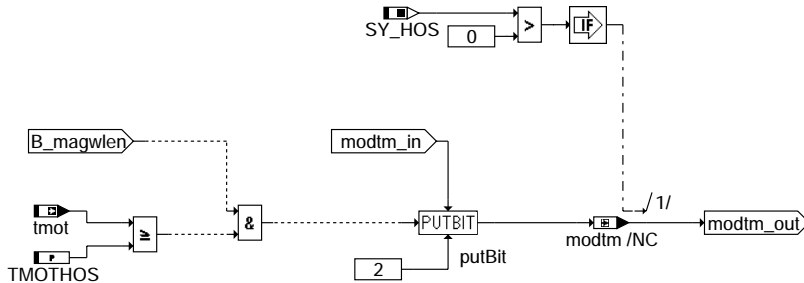 SY_HOS
0
>
IF
B_magwlen
modtm_in
/ 1/
tmot
≥
&
PUTBIT
modtm /NC
modtm_out
P
TMOTHOS
2
putBit